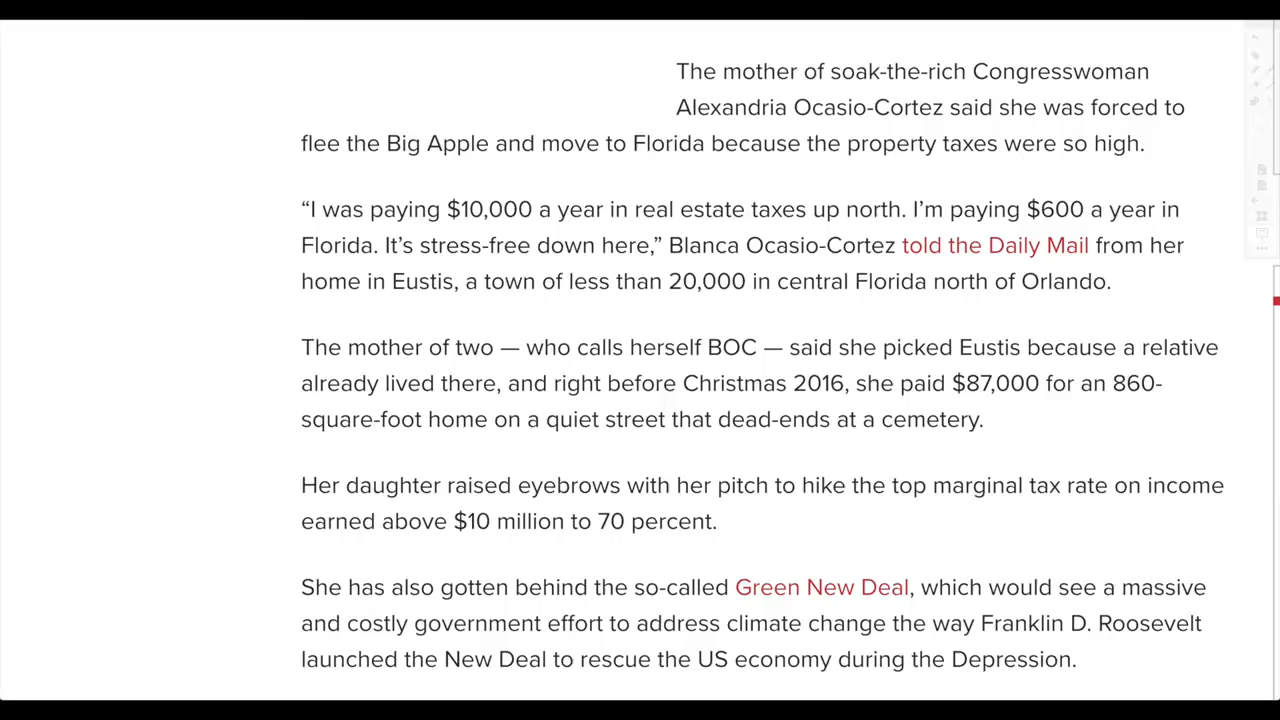 The mother of soak-the-rich Congresswoman
Alexandria Ocasio-Cortez said she was forced to
flee the Big Apple and move to Florida because the property taxes were so high.
“I was paying $10,000 a year in real estate taxes up north. I’m paying $600 a year in
Florida. It’s stress-free down here,” Blanca Ocasio-Cortez told the Daily Mail from her
home in Eustis, a town of less than 20,000 in central Florida north of Orlando.
The mother of two — who calls herself BOC — said she picked Eustis because a relative
already lived there, and right before Christmas 2016, she paid $87,000 for an 860-
square-foot home on a quiet street that dead-ends at a cemetery.
Her daughter raised eyebrows with her pitch to hike the top marginal tax rate on income
earned above $10 million to 70 percent.
She has also gotten behind the so-called Green New Deal, which would see a massive
and costly government effort to address climate change the way Franklin D. Roosevelt
launched the New Deal to rescue the US economy during the Depression.